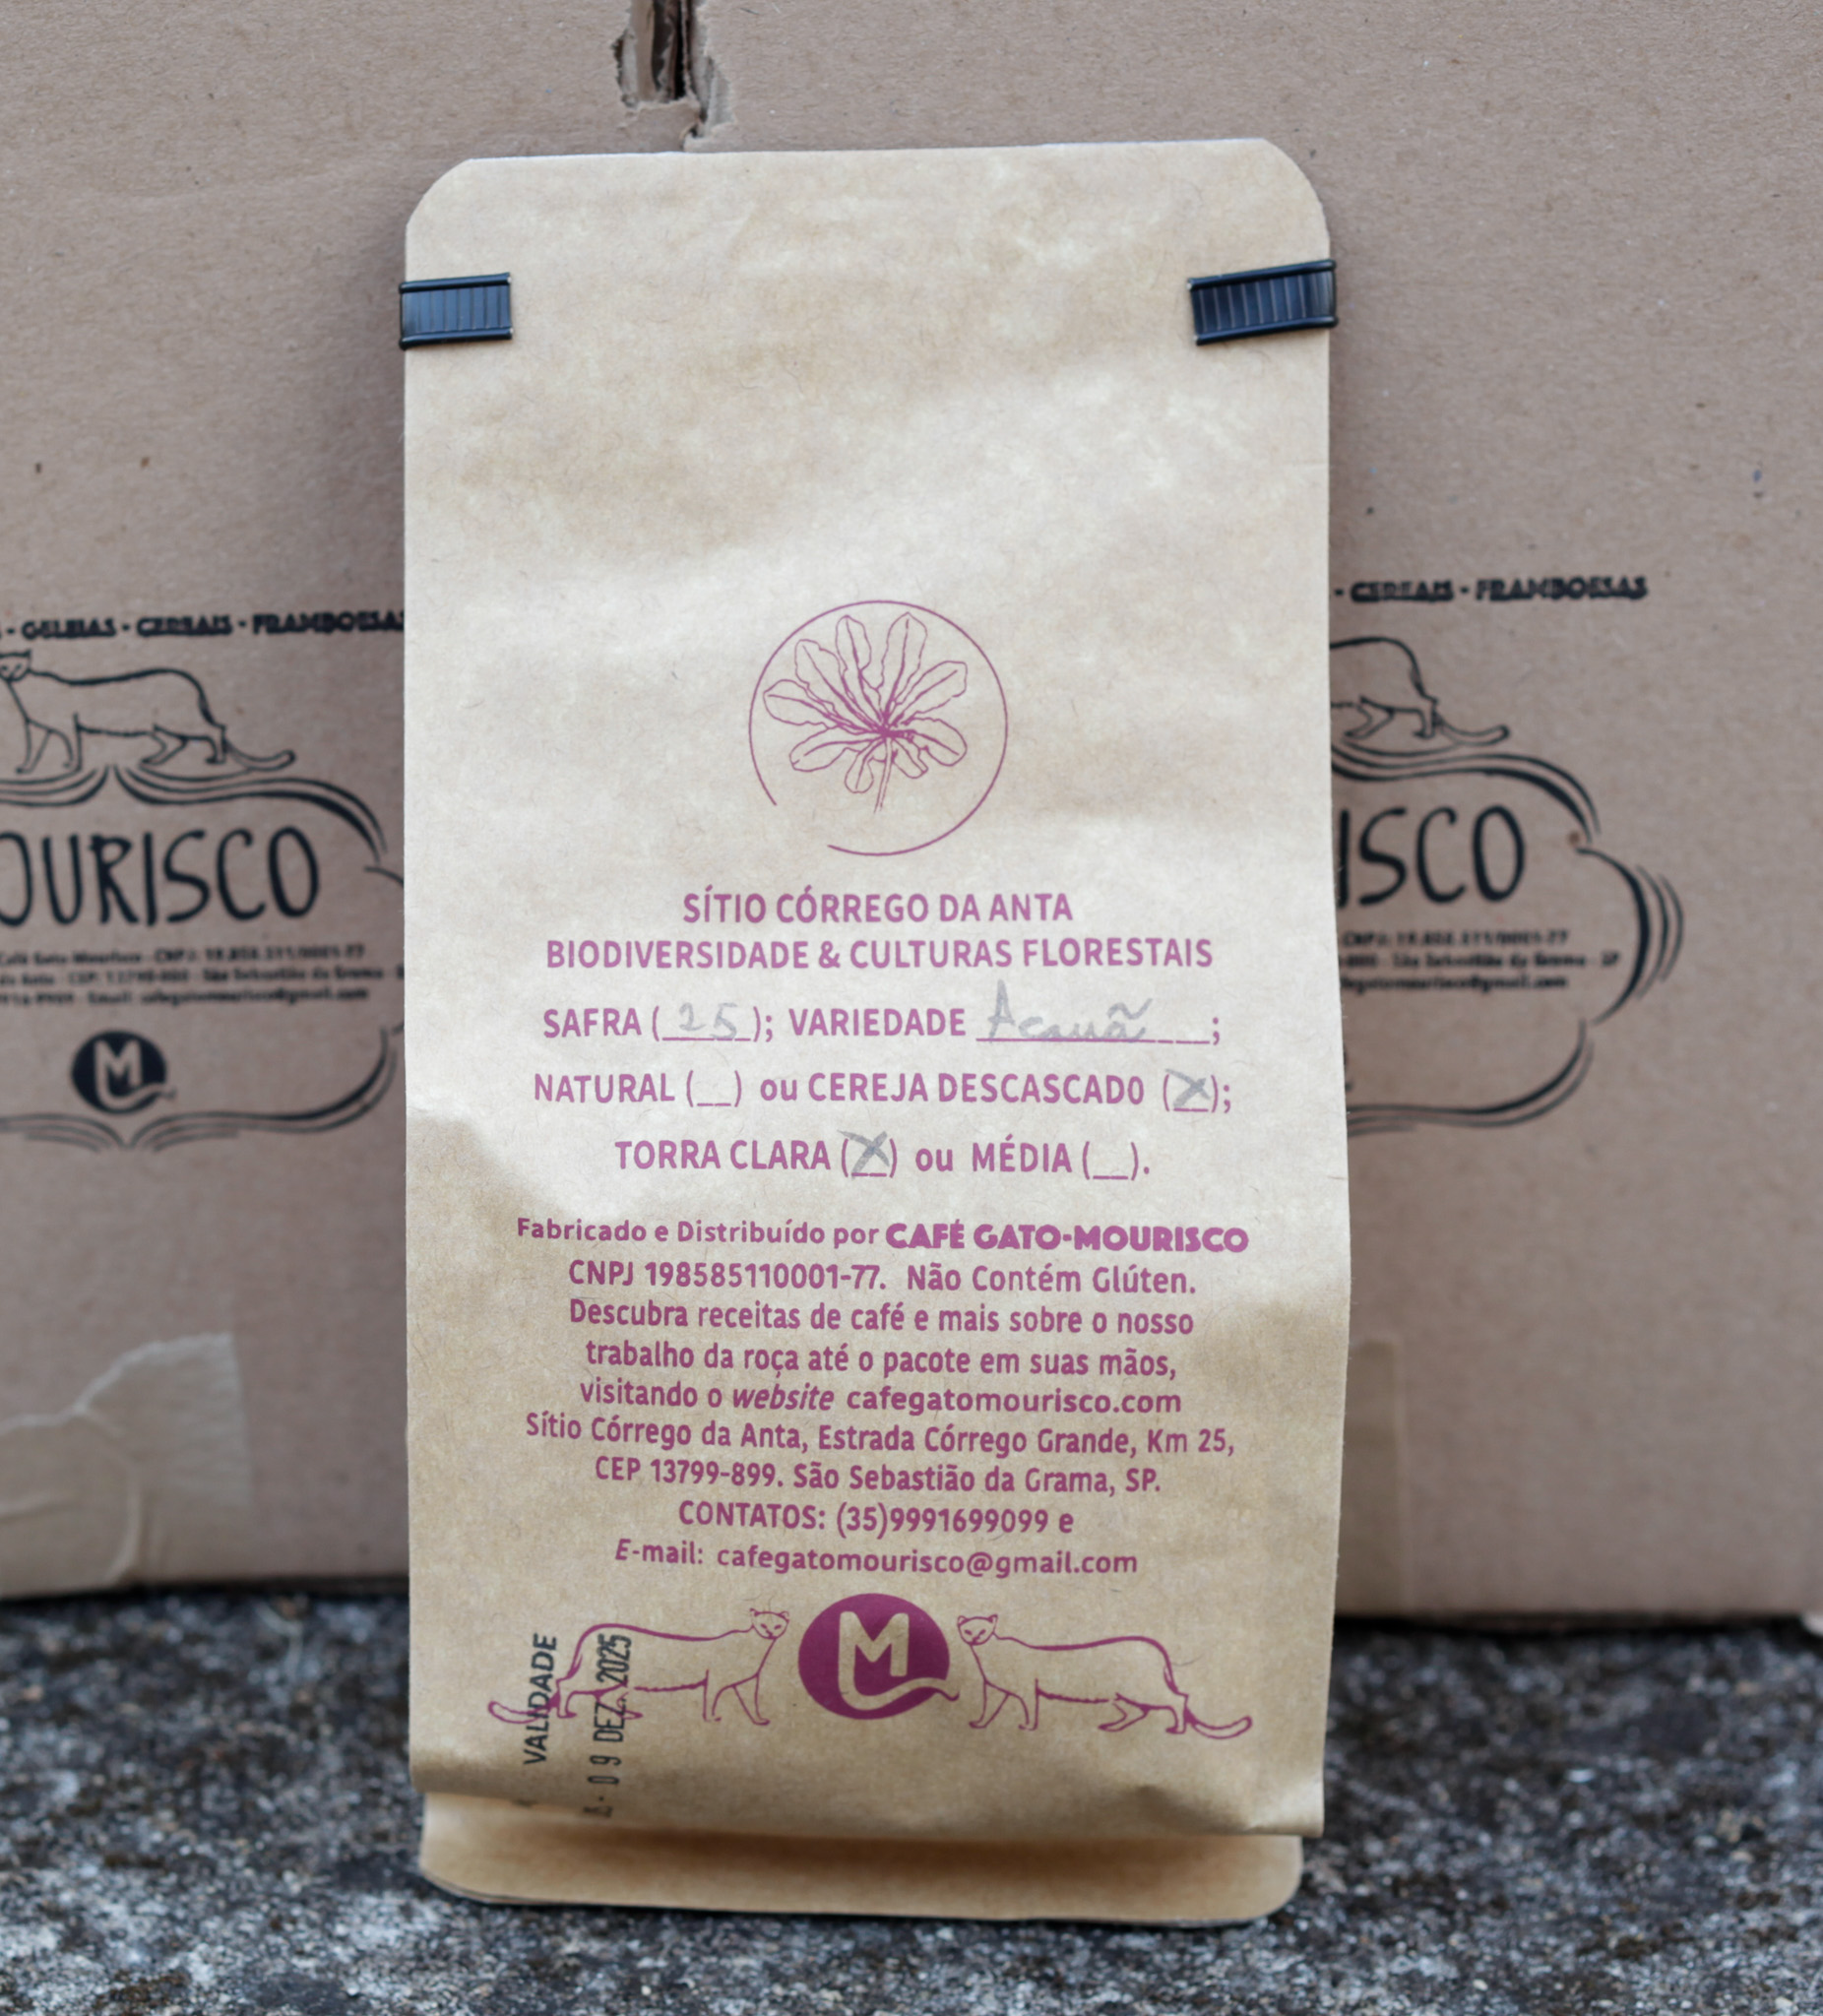 SÍTIO CÓRREGO DA ANTA
BIODIVERSIDADE & CULTURAS FLORESTAIS
SAFRA (25); VARIEDADE Acauã;
NATURAL (__) ou CEREJA DESCASCADO (X);
TORRA CLARA (X) ou MÉDIA (__).
Fabricado e Distribuído por CAFÉ GATO-MOURISCO
CNPJ 198585110001-77. Não Contém Glúten.
Descubra receitas de café e mais sobre o nosso
trabalho da roça até o pacote em suas mãos,
visitando o website cafegatomourisco.com
Sítio Córrego da Anta, Estrada Córrego Grande, Km 25,
CEP 13799-899. São Sebastião da Grama, SP.
CONTATOS: (35)9991699099 e
E-mail: cafegatomourisco@gmail.com
M
VALIDADE
09 DEZ. 2025
- GELEIAS - CEREAIS - FRAMBOESAS
OURISCO
M
- CEREAIS - FRAMBOESAS
ISCO